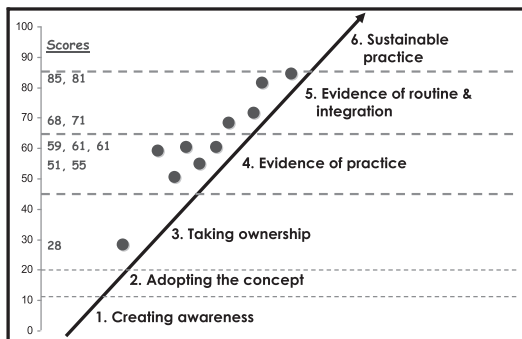 100
90
80
70
60
50
40
30
20
10
0
Scores
85, 81
68, 71
59, 61, 61
51, 55
28
6. Sustainable
practice
5. Evidence of routine &
integration
4. Evidence of practice
3. Taking ownership
2. Adopting the concept
1. Creating awareness